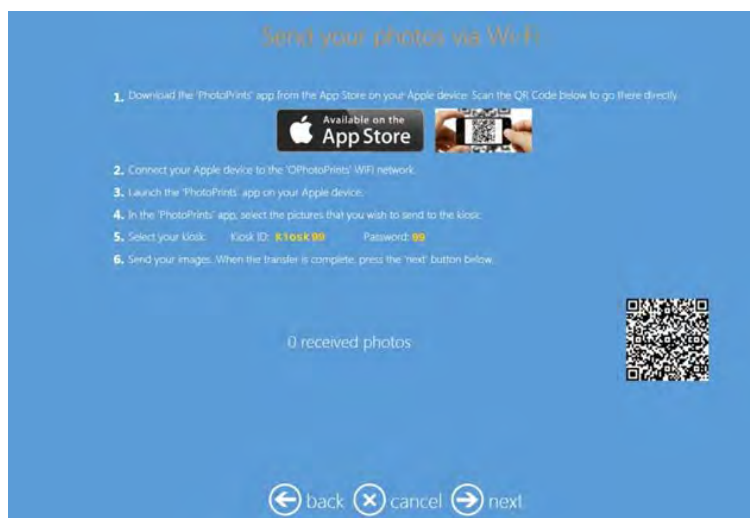 Send your photos via Wi-Fi
1. Download the 'PhotoPrints' app from the App Store on your Apple device. Scan the QR Code below to go there directly.
Available on the
App Store
2. Connect your Apple device to the 'OPhotoPrints' WiFi network.
3. Launch the 'PhotoPrints' app on your Apple device.
4. In the 'PhotoPrints' app, select the pictures that you wish to send to the kiosk.
5. Select your kiosk: Kiosk ID: Kiosk99 Password: 99
6. Send your images. When the transfer is complete, press the 'next' button below.
0 received photos
back cancel next